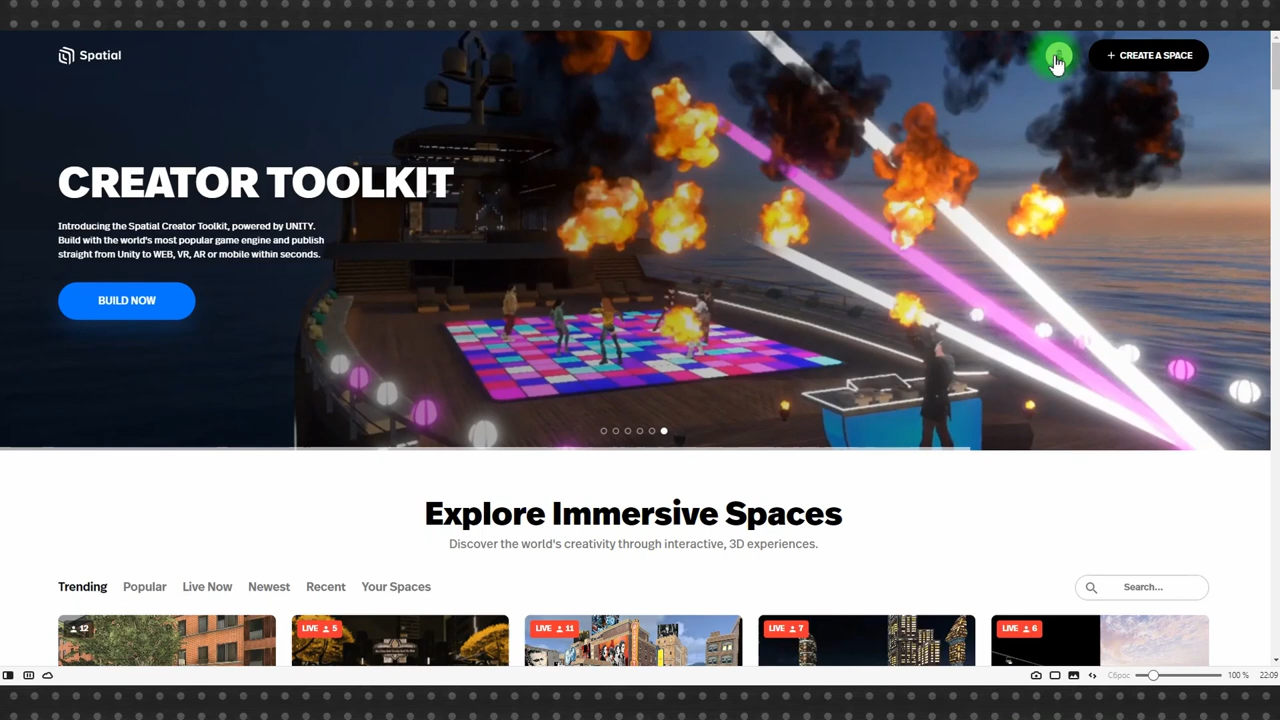 Spatial
+ CREATE A SPACE
CREATOR TOOLKIT
Introducing the Spatial Creator Toolkit, powered by UNITY.
Build with the world's most popular game engine and publish
straight from Unity to WEB, VR, AR or mobile within seconds.
BUILD NOW
Explore Immersive Spaces
Discover the world's creativity through interactive, 3D experiences.
Trending Popular Live Now Newest Recent Your Spaces Search...
12 LIVE 5 LIVE 11 LIVE 7 LIVE 6
Сброс 100 % 22:09